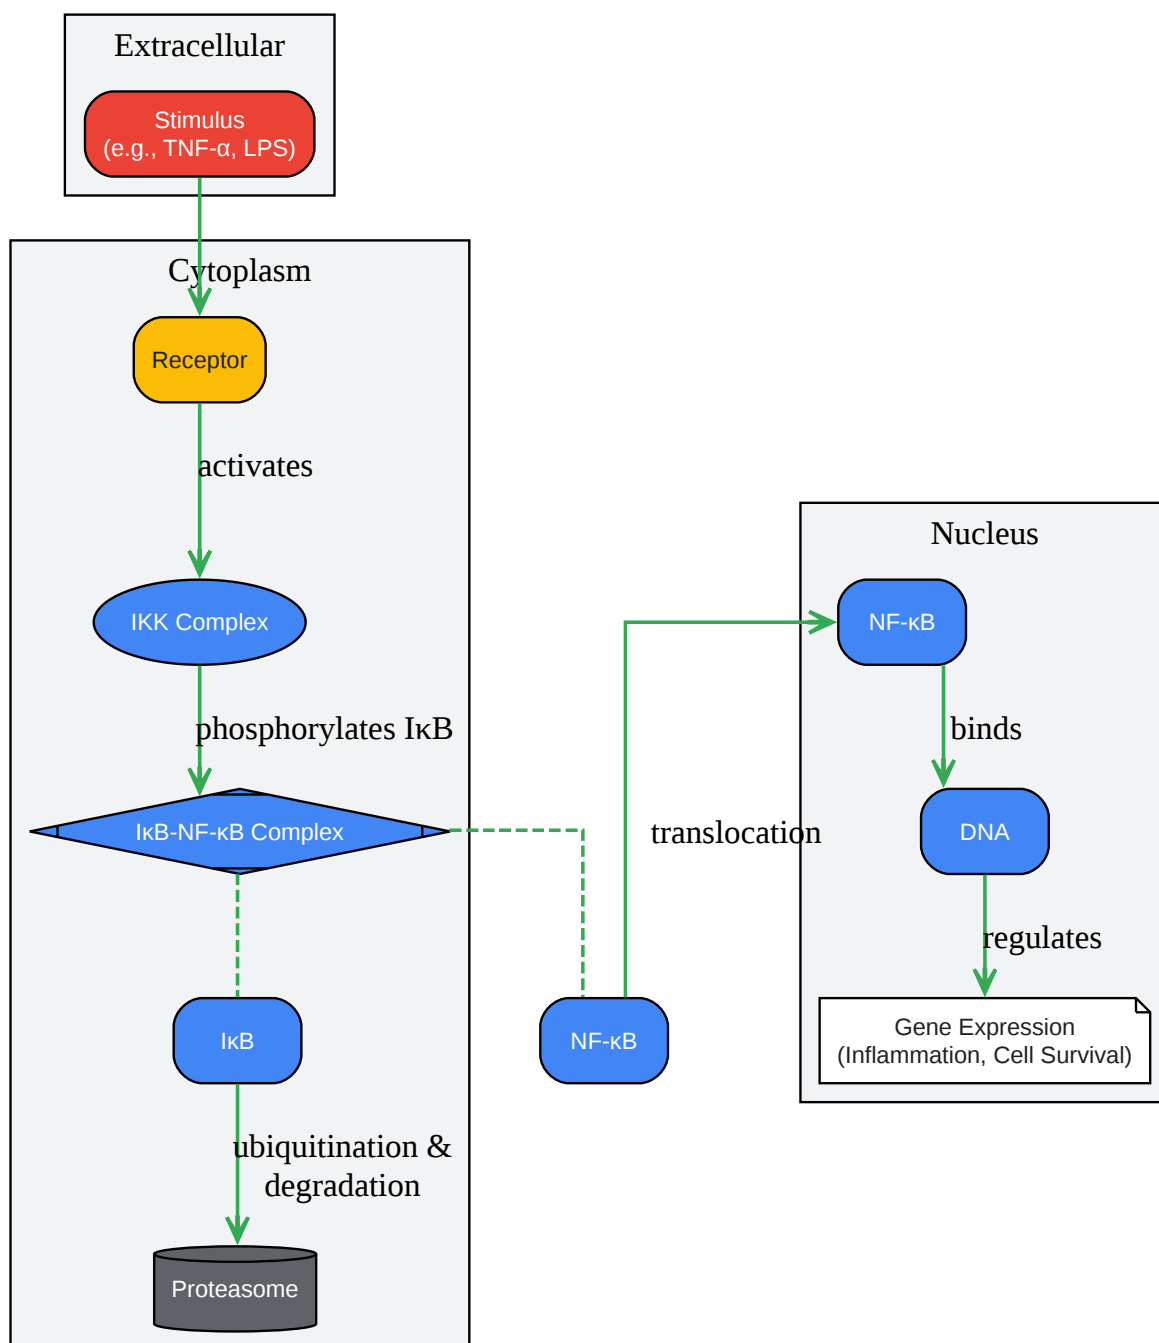 Extracellular
Stimulus
(e.g., TNF-α, LPS)
Cytoplasm
Receptor
activates
IKK Complex
phosphorylates IκB
IκB-NF-κB Complex
IκB
ubiquitination &
degradation
Proteasome
NF-κB
translocation
Nucleus
NF-κB
binds
DNA
regulates
Gene Expression
(Inflammation, Cell Survival)